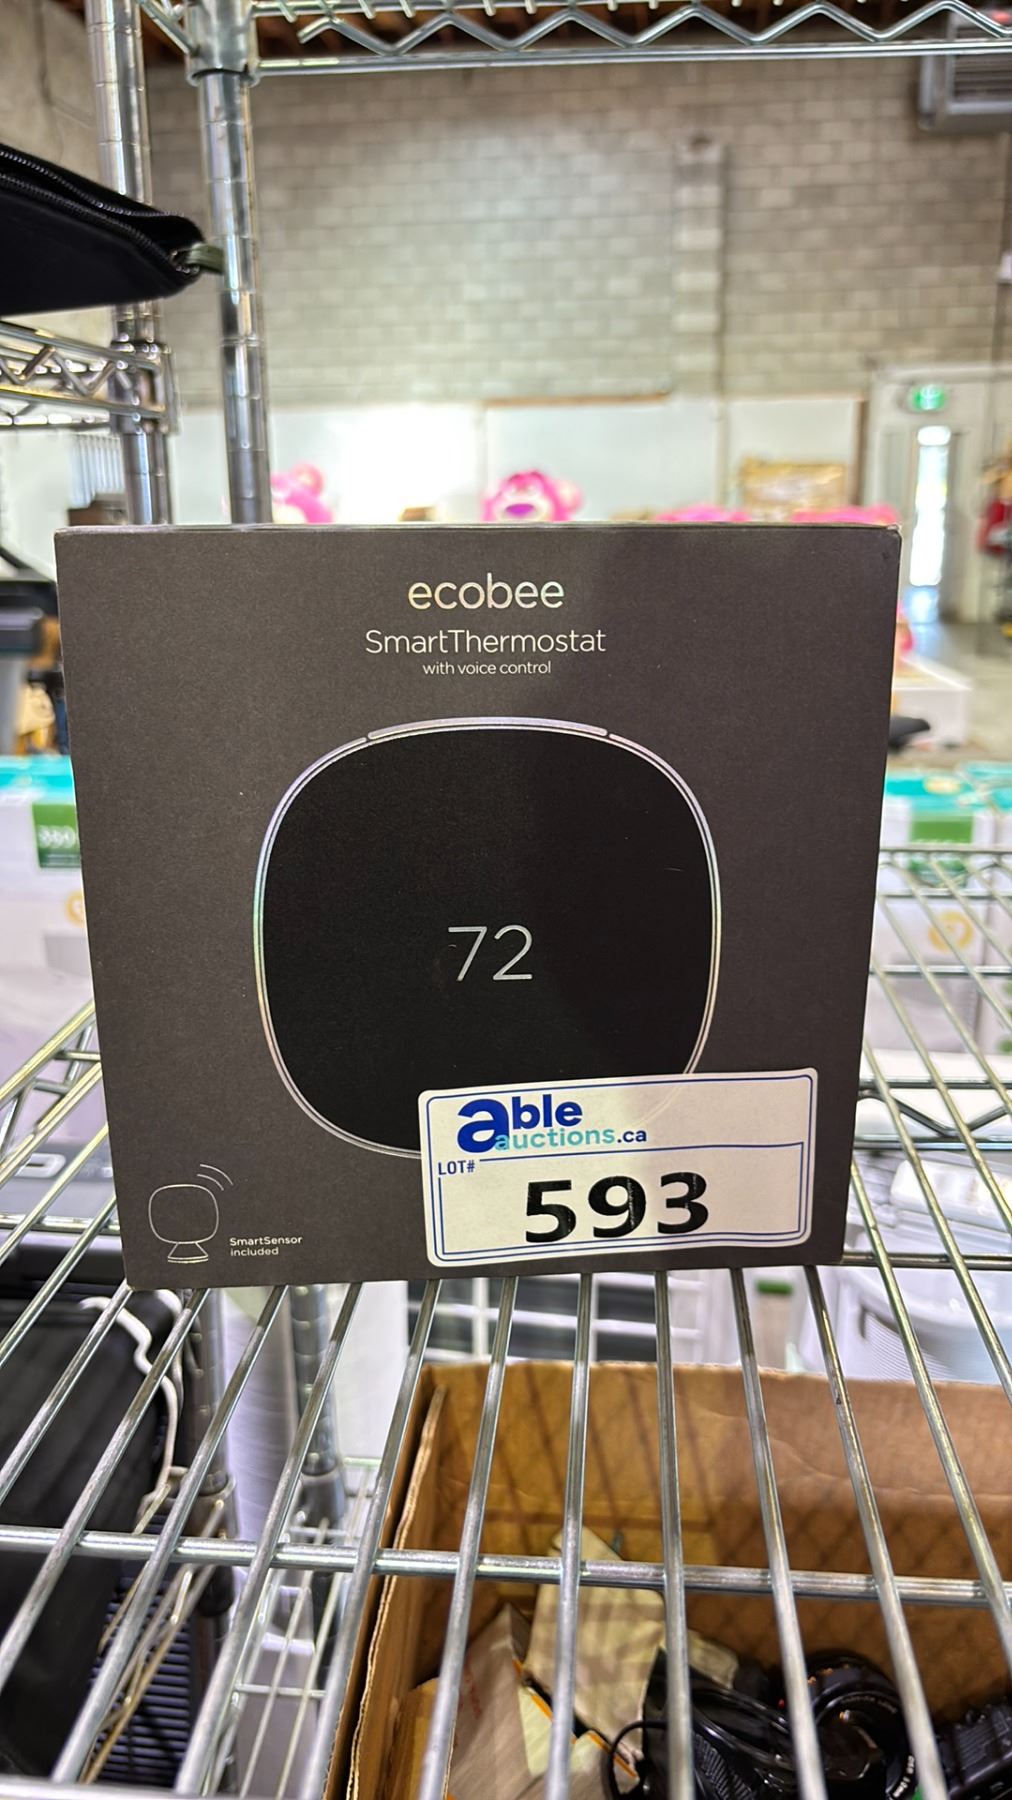 ecobee
SmartThermostat
with voice control
72
able
auctions.ca
LOT#
593
SmartSensor
included